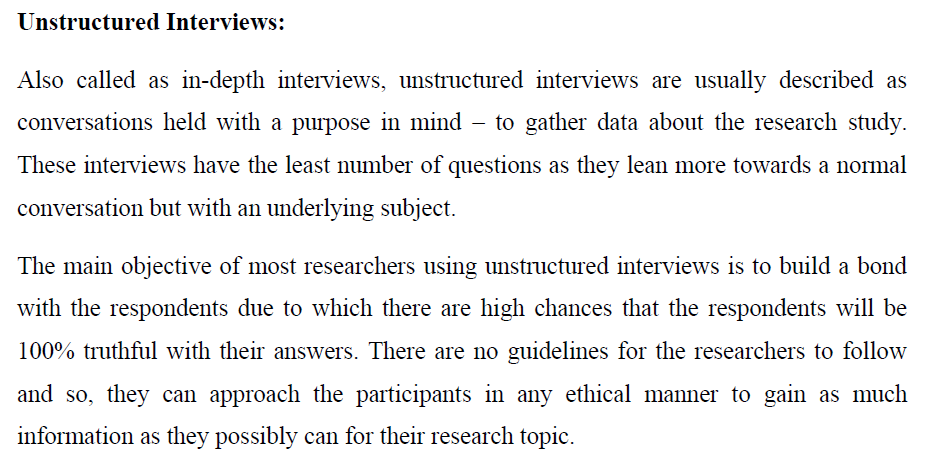 Unstructured Interviews:
Also called as in-depth interviews, unstructured interviews are usually described as
conversations held with a purpose in mind – to gather data about the research study.
These interviews have the least number of questions as they lean more towards a normal
conversation but with an underlying subject.
The main objective of most researchers using unstructured interviews is to build a bond
with the respondents due to which there are high chances that the respondents will be
100% truthful with their answers. There are no guidelines for the researchers to follow
and so, they can approach the participants in any ethical manner to gain as much
information as they possibly can for their research topic.